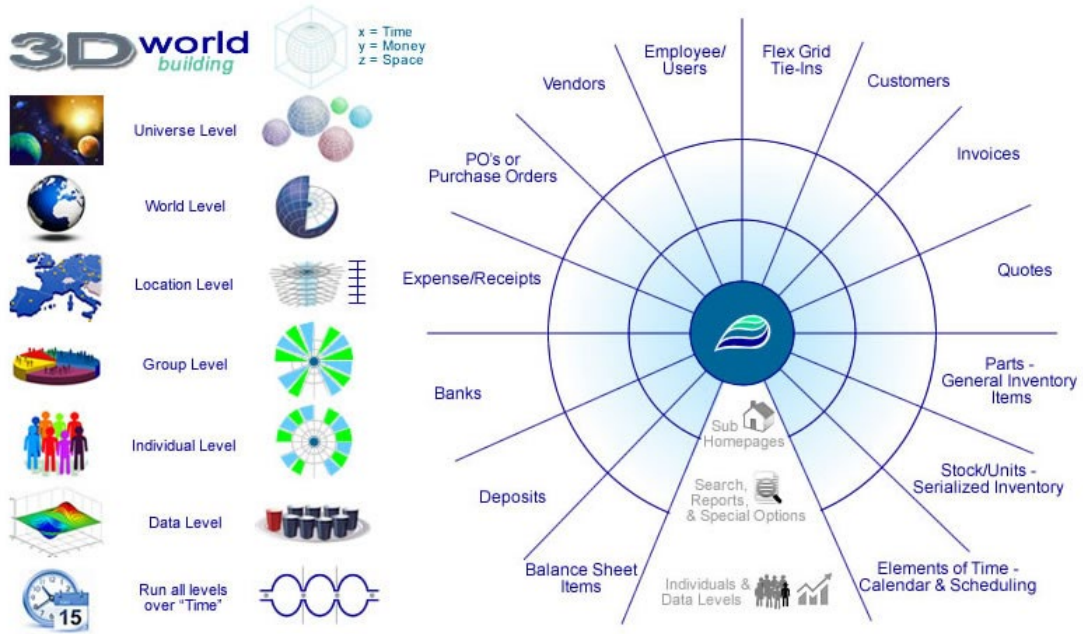 3D world
building
x = Time
y = Money
z = Space
Universe Level
World Level
Location Level
Group Level
Individual Level
Data Level
Run all levels
over "Time"
15
Employee/
Users
Flex Grid
Tie-Ins
Vendors
Customers
PO's or
Purchase Orders
Invoices
Expense/Receipts
Quotes
Banks
Parts -
General Inventory
Items
Deposits
Stock/Units -
Serialized Inventory
Balance Sheet
Items
Elements of Time -
Calendar & Scheduling
Sub
Homepages
Search,
Reports,
& Special Options
Individuals &
Data Levels